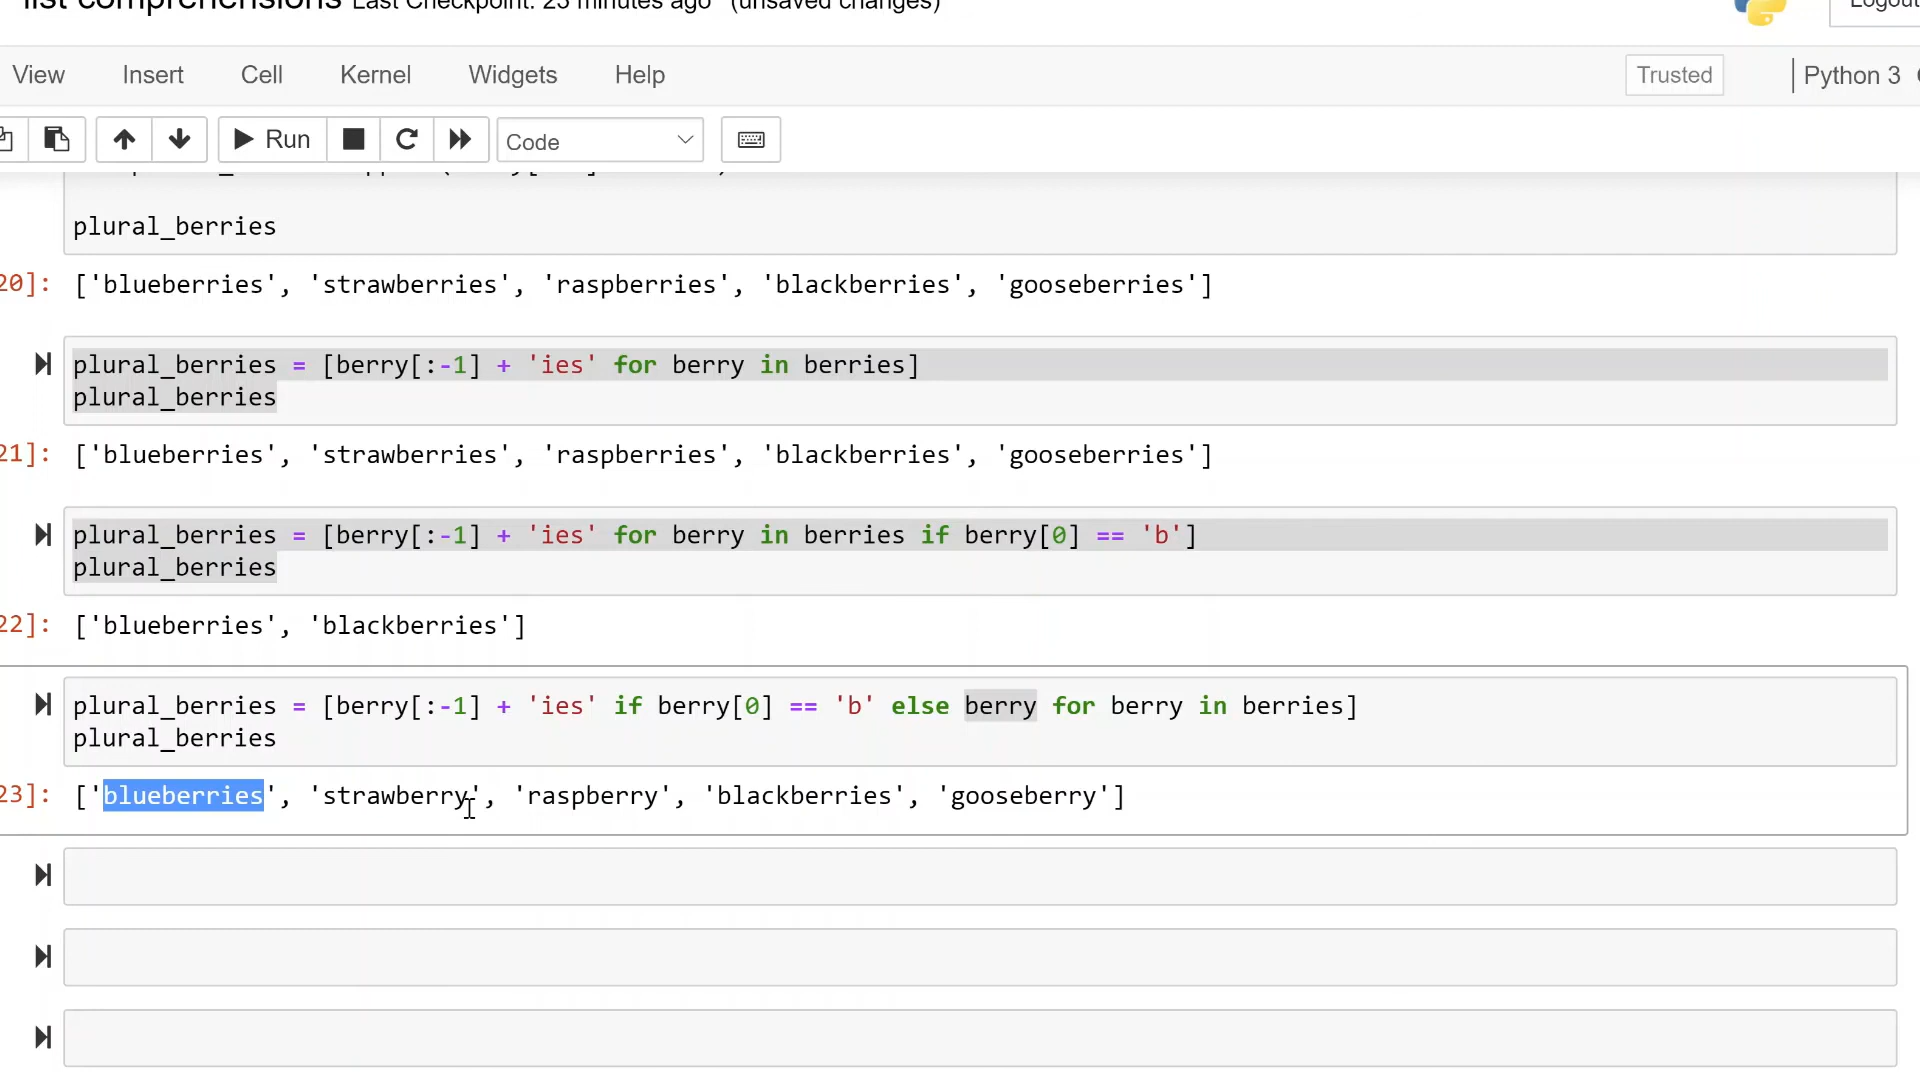 list comprehensions Last Checkpoint: 23 minutes ago (unsaved changes)
Logout
View Insert Cell Kernel Widgets Help
Trusted
Python 3
Run
Code
plural_berries
20]: ['blueberries', 'strawberries', 'raspberries', 'blackberries', 'gooseberries']
plural_berries = [berry[:-1] + 'ies' for berry in berries]
plural_berries
21]: ['blueberries', 'strawberries', 'raspberries', 'blackberries', 'gooseberries']
plural_berries = [berry[:-1] + 'ies' for berry in berries if berry[0] == 'b']
plural_berries
22]: ['blueberries', 'blackberries']
plural_berries = [berry[:-1] + 'ies' if berry[0] == 'b' else berry for berry in berries]
plural_berries
23]: ['blueberries', 'strawberry', 'raspberry', 'blackberries', 'gooseberry']